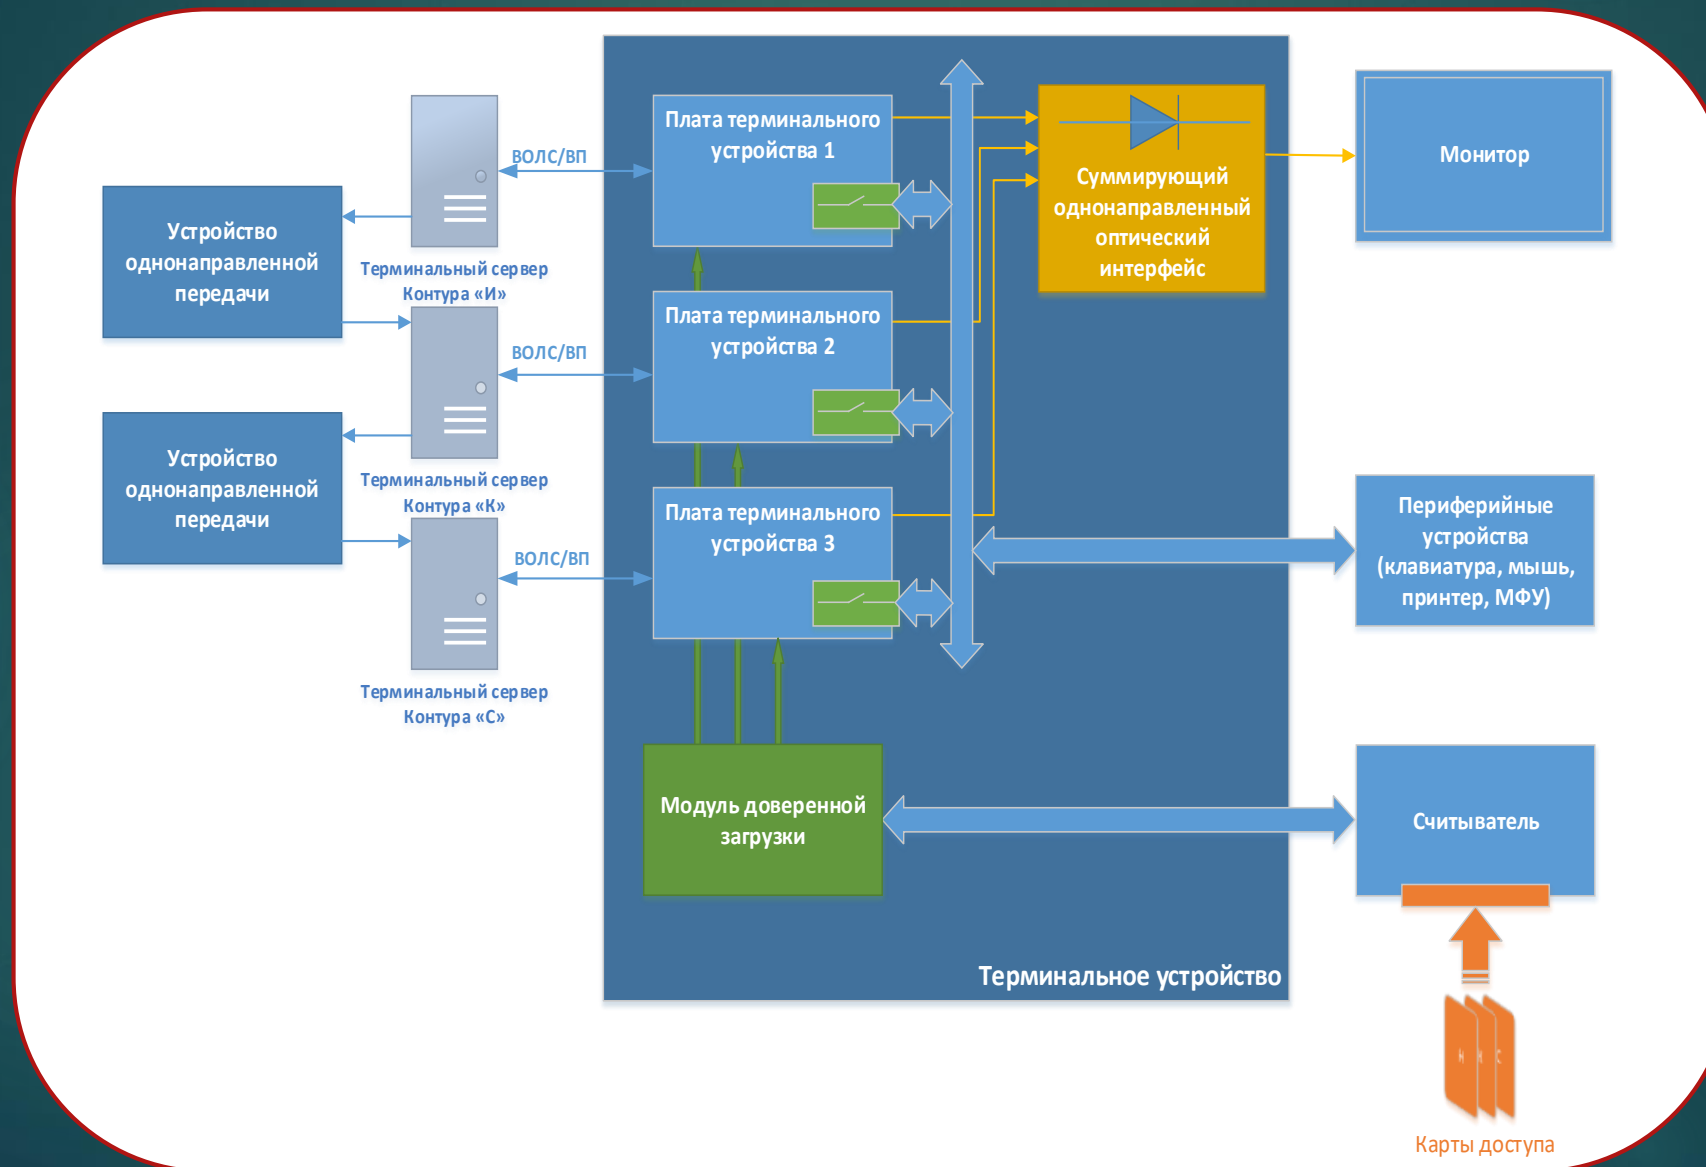 ВОЛС/ВП
Устройство
однонаправленной
передачи
Терминальный сервер
Контура «И»
ВОЛС/ВП
Устройство
однонаправленной
передачи
Терминальный сервер
Контура «К»
ВОЛС/ВП
Терминальный сервер
Контура «С»
Плата терминального
устройства 1
Плата терминального
устройства 2
Плата терминального
устройства 3
Модуль доверенной
загрузки
Суммирующий
однонаправленный
оптический
интерфейс
Терминальное устройство
Монитор
Периферийные
устройства
(клавиатура, мышь,
принтер, МФУ)
Считыватель
С
Карты доступа